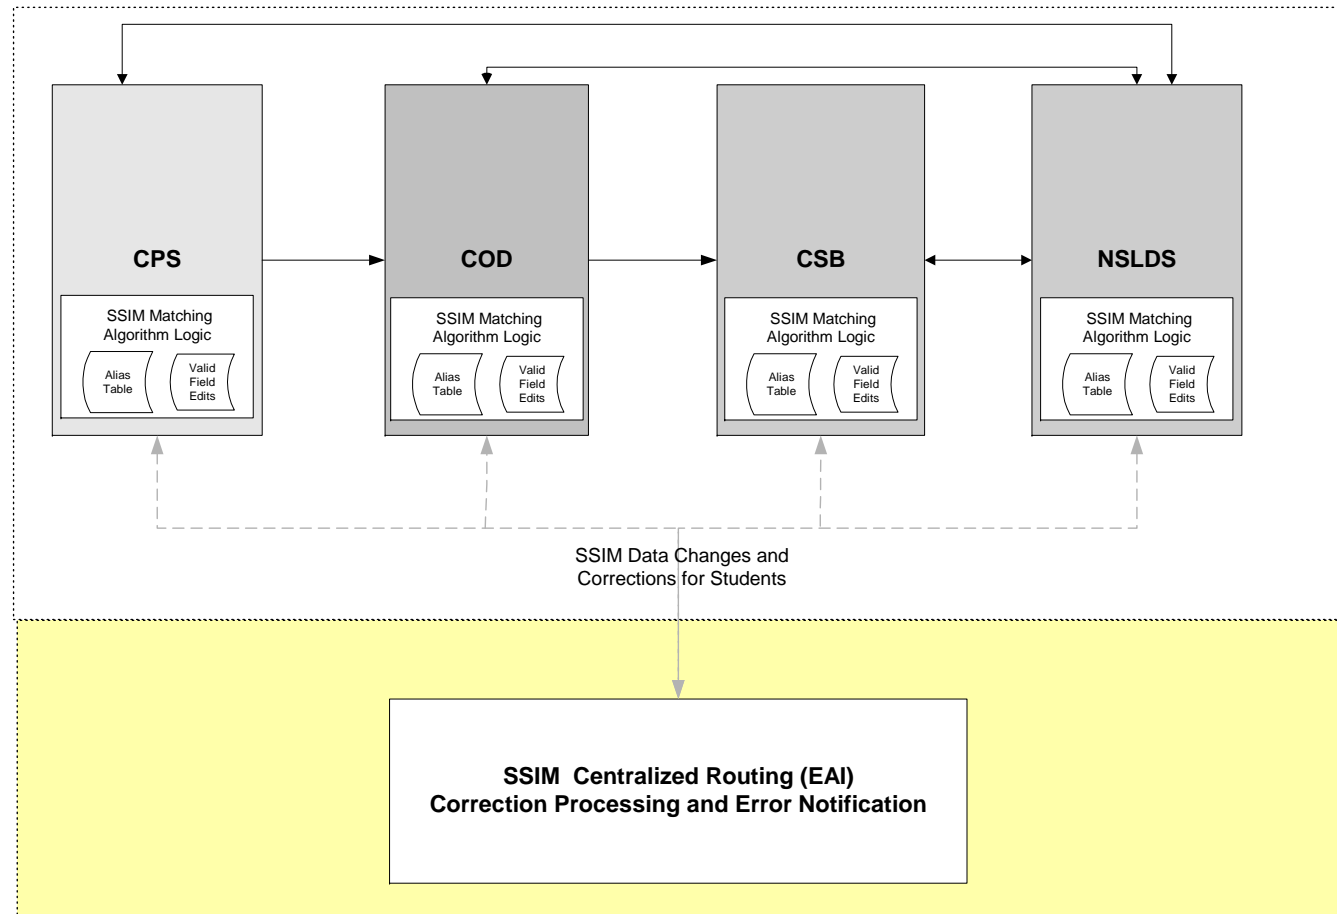 CPS
SSIM Matching
Algorithm Logic
Alias
Table
Valid
Field
Edits
COD
SSIM Matching
Algorithm Logic
Alias
Table
Valid
Field
Edits
CSB
SSIM Matching
Algorithm Logic
Alias
Table
Valid
Field
Edits
NSLDS
SSIM Matching
Algorithm Logic
Alias
Table
Valid
Field
Edits
SSIM Data Changes and
Corrections for Students
SSIM Centralized Routing (EAI)
Correction Processing and Error Notification